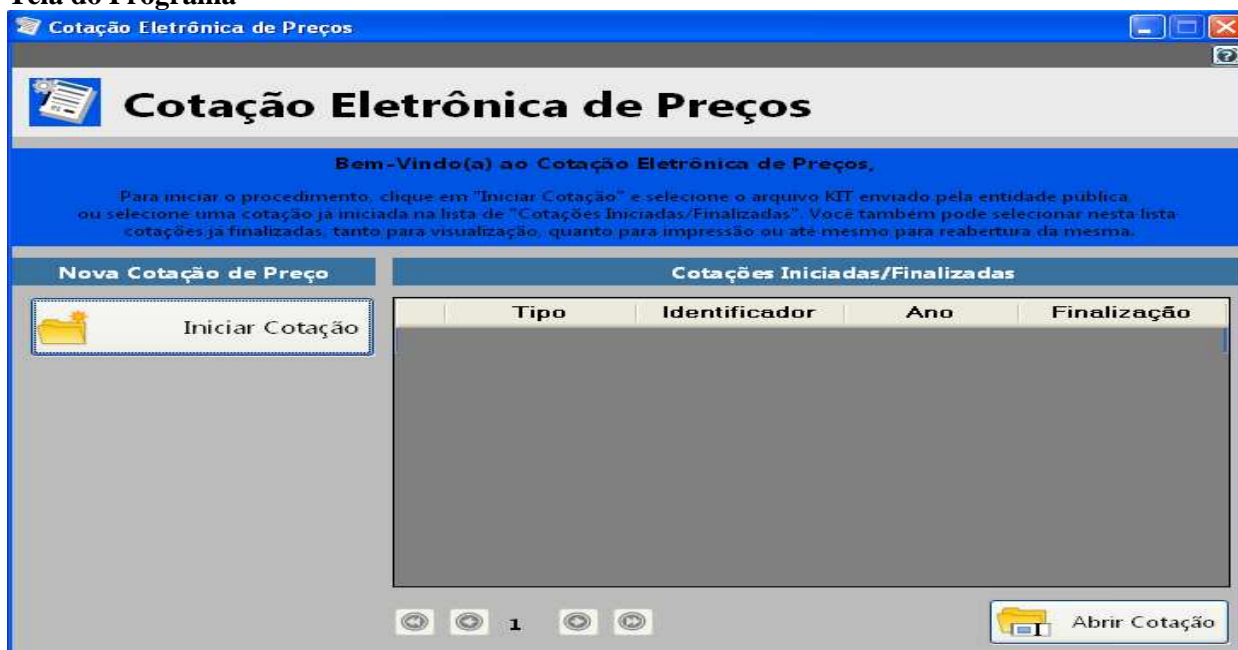 Tela do Programa
Cotação Eletrônica de Preços
Cotação Eletrônica de Preços
Bem-Vindo(a) ao Cotação Eletrônica de Preços,
Para iniciar o procedimento, clique em "Iniciar Cotação" e selecione o arquivo KIT enviado pela entidade pública,
ou selecione uma cotação já iniciada na lista de "Cotações Iniciadas/Finalizadas". Você também pode selecionar nesta lista
cotações ja finalizadas, tanto para visualização, quanto para impressão ou até mesmo para reabertura da mesma.
Nova Cotação de Preço
Cotações Iniciadas/Finalizadas
Iniciar Cotação
Tipo Identificador Ano Finalização
1
Abrir Cotação